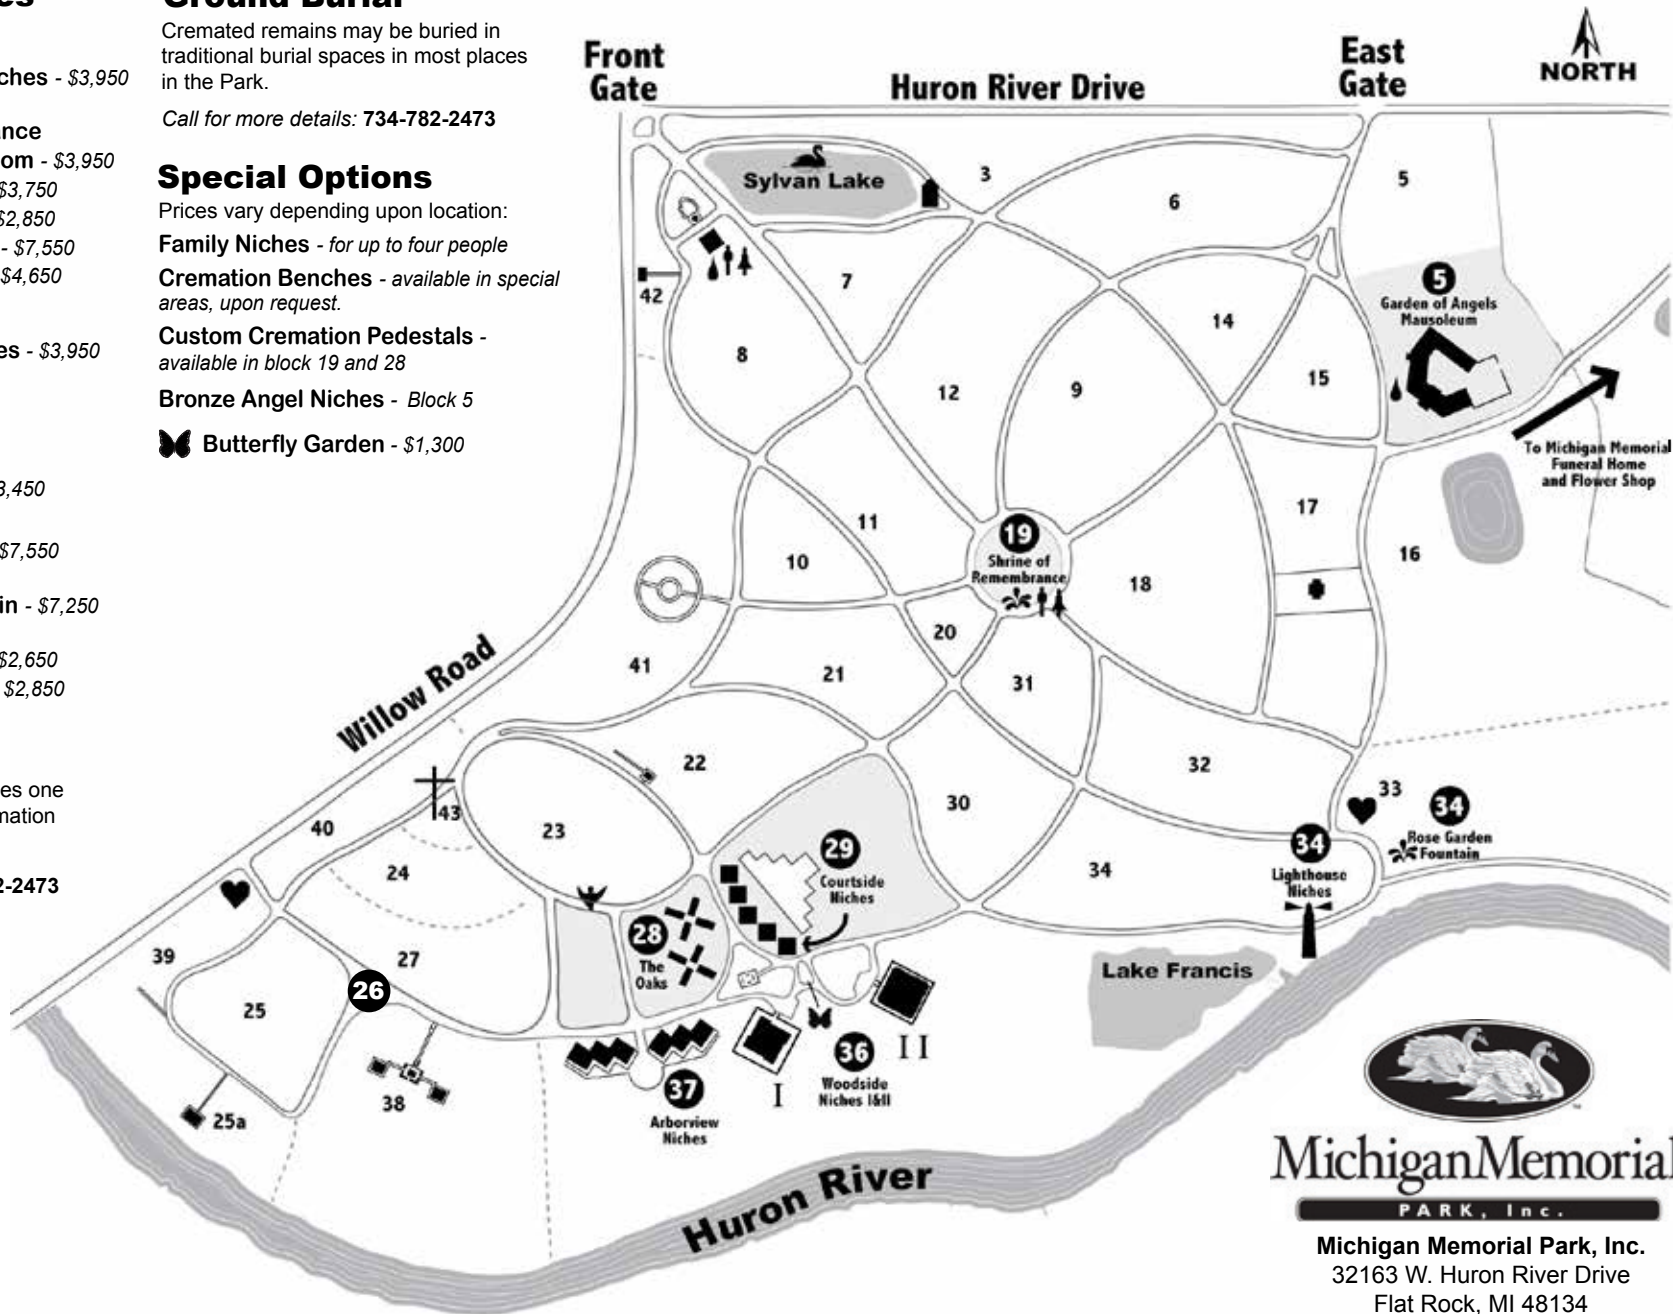 es
ches - $3,950
ance
om - $3,950
$3,750
$2,850
- $7,550
$4,650
es - $3,950
3,450
$7,550
in - $7,250
$2,650
$2,850
es one
mation
2-2473
Ground Burial
Cremated remains may be buried in
traditional burial spaces in most places
in the Park.
Call for more details: 734-782-2473
Special Options
Prices vary depending upon location:
Family Niches - for up to four people
Cremation Benches - available in special
areas, upon request.
Custom Cremation Pedestals -
available in block 19 and 28
Bronze Angel Niches - Block 5
Butterfly Garden - $1,300
Front
Gate
Huron River Drive
East
Gate
NORTH
Sylvan Lake
3
6
5
42
7
8
12
9
14
15
5
Garden of Angels
Mausoleum
To Michigan Memorial
Funeral Home
and Flower Shop
11
10
19
Shrine of
Remembrance
18
17
16
20
41
21
31
Willow Road
22
32
43
23
30
33
34
Rose Garden
Fountain
40
24
29
Courtside
Niches
34
34
Lighthouse
Niches
39
27
28
The
Oaks
26
25
Lake Francis
I
II
36
Woodside
Niches I&II
37
Arborview
Niches
38
25a
Huron River
Michigan Memorial
PARK, Inc.
Michigan Memorial Park, Inc.
32163 W. Huron River Drive
Flat Rock, MI 48134